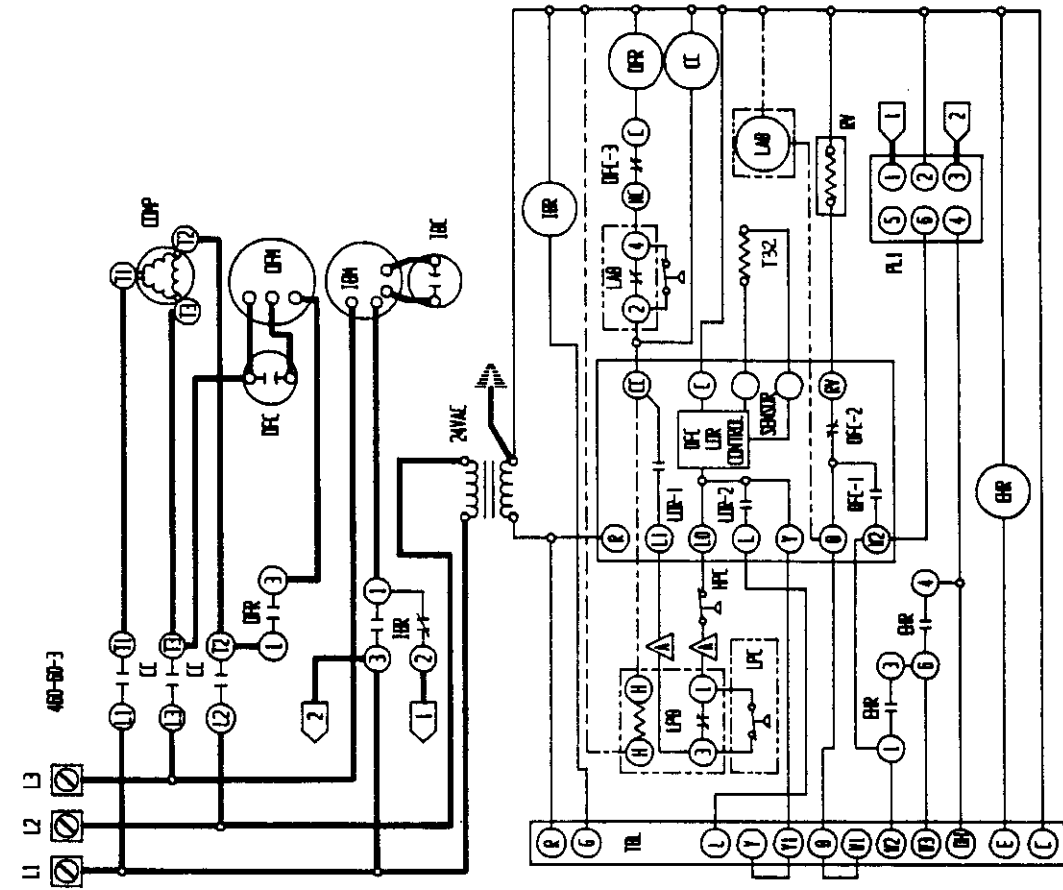 460-60-3
L3
L2
L1
L1
L3
L2
CC
CC
T1
T3
T2
T1
T2
T3
COMP
DFR
1
3
DFC
DFM
IBM
IBC
IBR
3
1
2
2
1
24VAC
R
G
TB1
L
Y
Y1
O
W1
W2
W3
DH
E
C
H
H
LPB
3
1
LPC
A
A
HPC
R
L1
LO
L
Y
O
W2
LOR-1
LOR-2
DFC
LOR
CONTROL
SENSOR
DFC-1
DFC-2
CC
C
RV
IBR
LAB
2
4
NC
C
DFC-3
DFR
CC
T32
LAB
RV
PL1
5
6
4
1
2
3
1
2
EHR
1
3
EHR
6
4
EHR